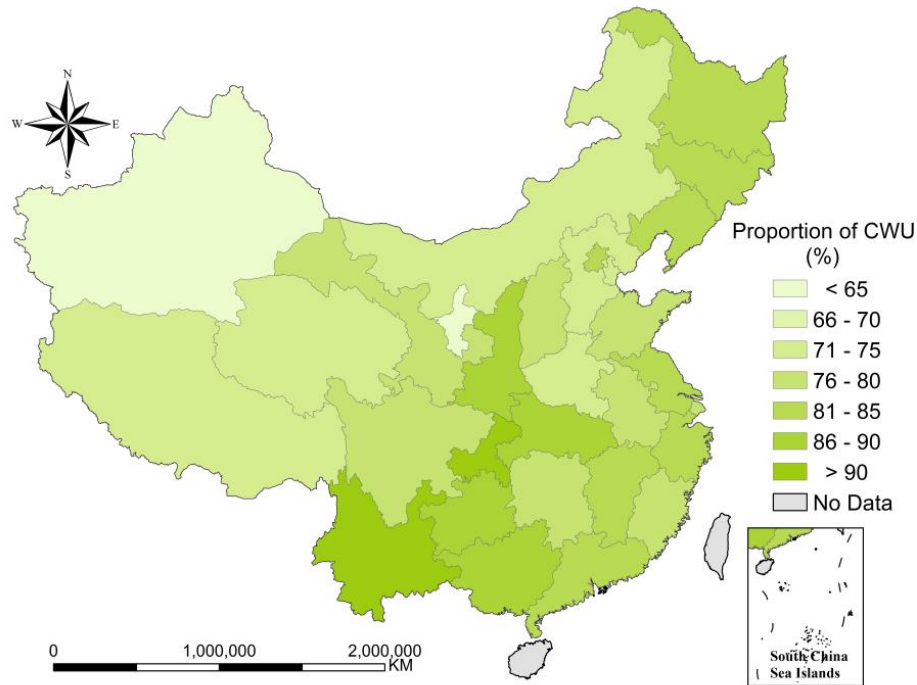 N
W E
S
Proportion of CWU
(%)
< 65
66 - 70
71 - 75
76 - 80
81 - 85
86 - 90
> 90
No Data
0 1,000,000 2,000,000
KM
South China
Sea Islands